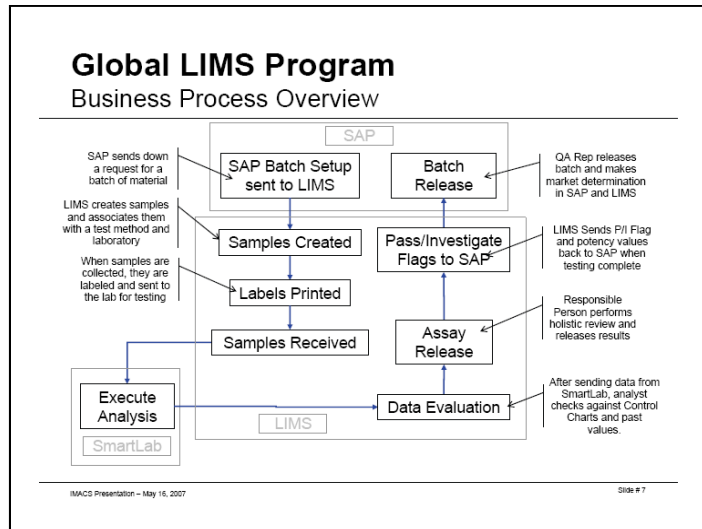 Global LIMS Program
Business Process Overview
SAP
SAP sends down
a request for a
batch of material
SAP Batch Setup
sent to LIMS
Batch
Release
QA Rep releases
batch and makes
market determination
in SAP and LIMS
LIMS creates samples
and associates them
with a test method and
laboratory
Samples Created
Pass/Investigate
Flags to SAP
LIMS Sends P/I Flag
and potency values
back to SAP when
testing complete
When samples are
collected, they are
labeled and sent to
the lab for testing
Labels Printed
Samples Received
Assay
Release
Responsible
Person performs
holistic review and
releases results
Execute
Analysis
SmartLab
LIMS
Data Evaluation
After sending data from
SmartLab, analyst
checks against Control
Charts and past
values.
IMACS Presentation – May 16, 2007
Slide # 7